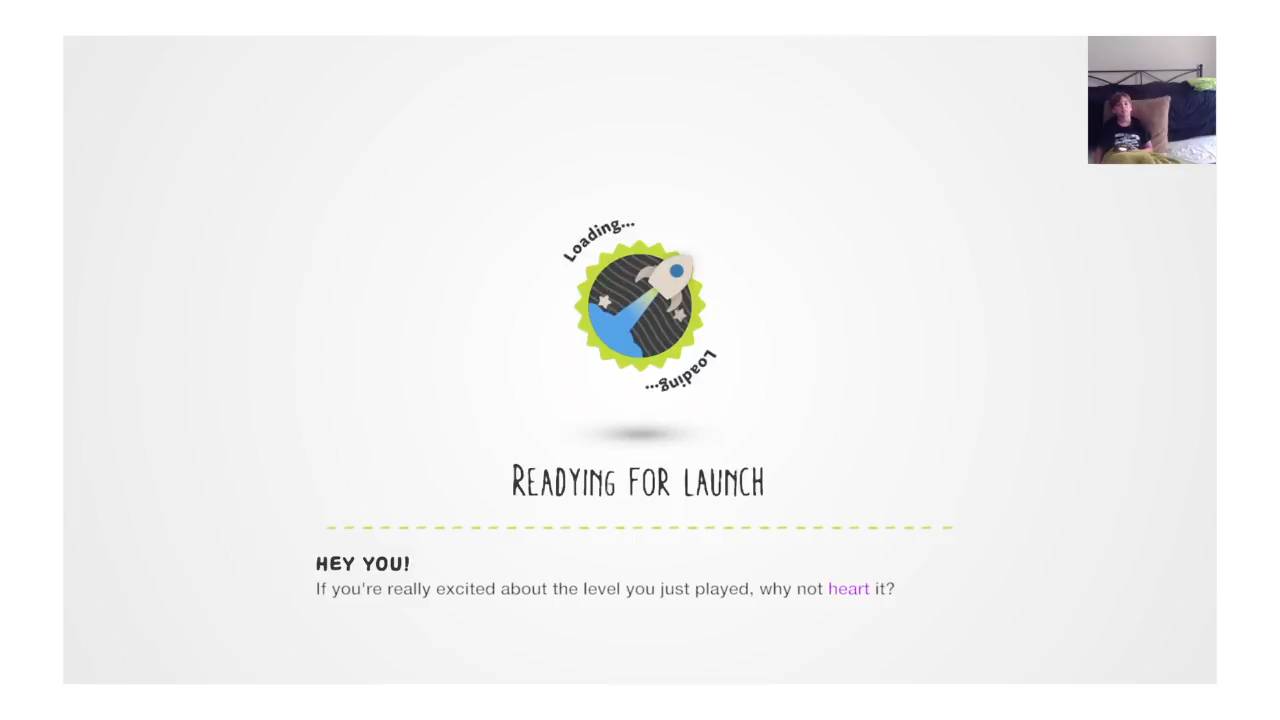 Loading...
Loading...
READYING FOR LAUNCH
HEY YOU!
If you're really excited about the level you just played, why not heart it?